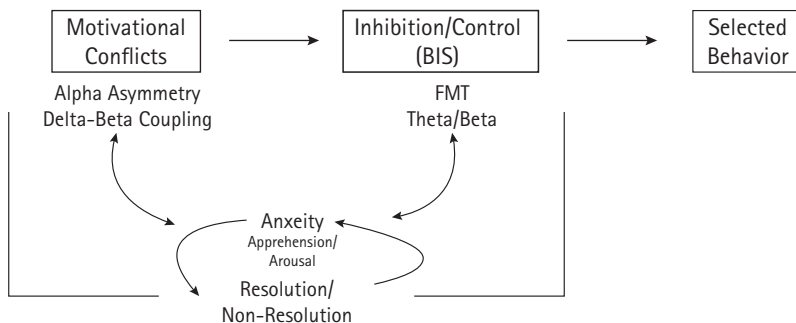 Motivational
Conflicts
Inhibition/Control
(BIS)
Selected
Behavior
Alpha Asymmetry
Delta-Beta Coupling
FMT
Theta/Beta
Anxeity
Apprehension/
Arousal
Resolution/
Non-Resolution